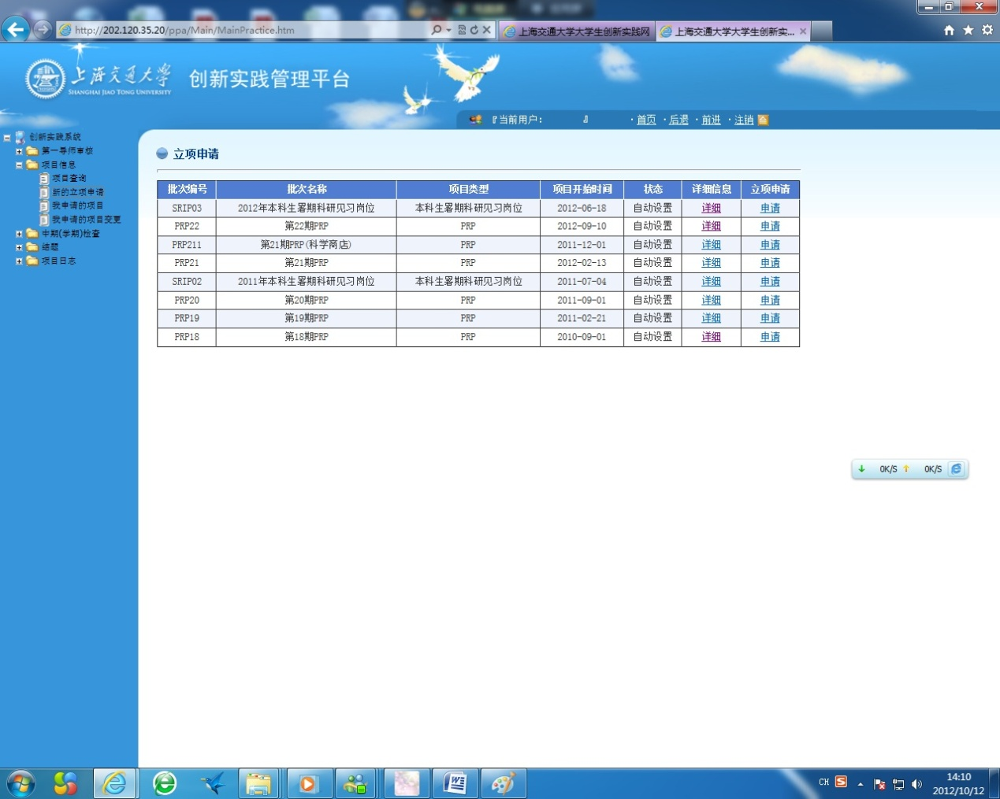 http://202.120.35.20/ppa/Main/MainPractice.htm
上海交通大学大学生创新实践网
上海交通大学大学生创新实...
上海交通大学
SHANGHAI JIAO TONG UNIVERSITY
创新实践管理平台
『当前用户： 』 ·首页 ·后退 ·前进 ·注销
创新实践系统
第一导师审核
项目信息
项目查询
新的立项申请
我申请的项目
我申请的项目变更
中期(学期)检查
结题
项目日志
立项申请
批次编号 批次名称 项目类型 项目开始时间 状态 详细信息 立项申请
SRIP03 2012年本科生署期科研见习岗位 本科生署期科研见习岗位 2012-06-18 自动设置 详细 申请
PRP22 第22期PRP PRP 2012-09-10 自动设置 详细 申请
PRP211 第21期PRP(科学商店) PRP 2011-12-01 自动设置 详细 申请
PRP21 第21期PRP PRP 2012-02-13 自动设置 详细 申请
SRIP02 2011年本科生署期科研见习岗位 本科生署期科研见习岗位 2011-07-04 自动设置 详细 申请
PRP20 第20期PRP PRP 2011-09-01 自动设置 详细 申请
PRP19 第19期PRP PRP 2011-02-21 自动设置 详细 申请
PRP18 第18期PRP PRP 2010-09-01 自动设置 详细 申请
0K/S 0K/S
CH
14:10
2012/10/12